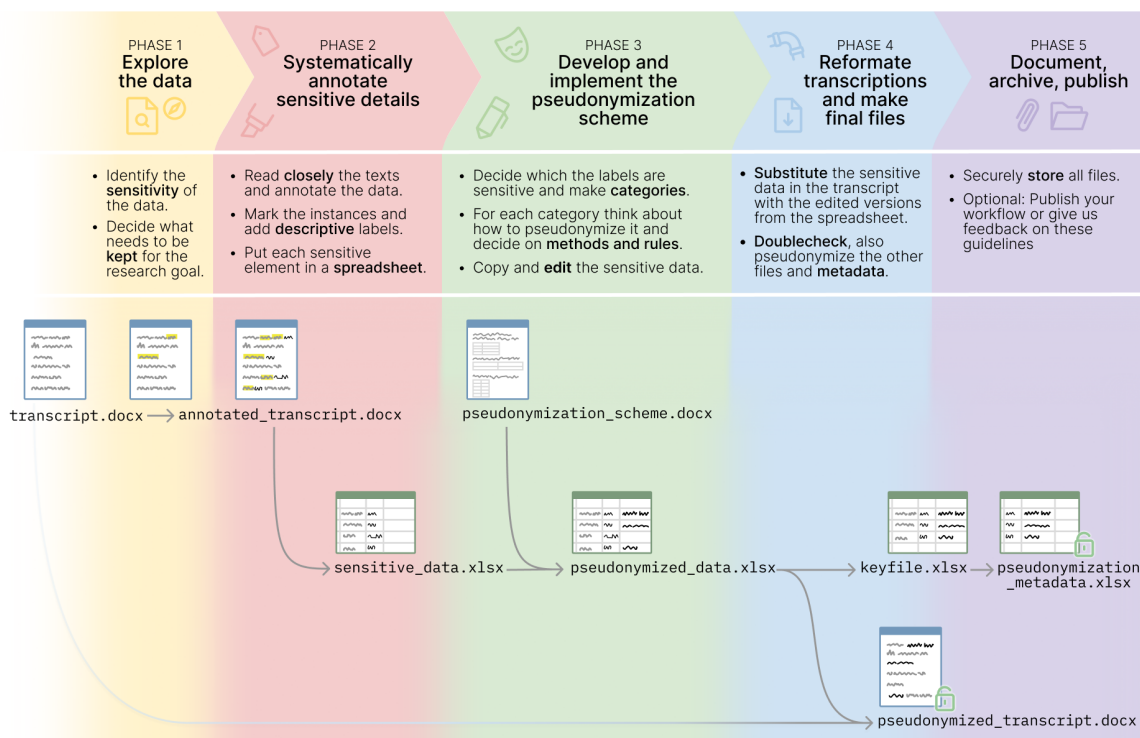 PHASE 1
Explore
the data
PHASE 2
Systematically
annotate
sensitive details
PHASE 3
Develop and
implement the
pseudonymization
scheme
PHASE 4
Reformate
transcriptions
and make
final files
PHASE 5
Document,
archive, publish
• Identify the
sensitivity of
the data.
• Decide what
needs to be
kept for the
research goal.
• Read closely the texts
and annotate the data.
• Mark the instances and
add descriptive labels.
• Put each sensitive
element in a spreadsheet.
• Decide which the labels are
sensitive and make categories.
• For each category think about
how to pseudonymize it and
decide on methods and rules.
• Copy and edit the sensitive data.
• Substitute the sensitive
data in the transcript
with the edited versions
from the spreadsheet.
• Doublecheck, also
pseudonymize the other
files and metadata.
• Securely store all files.
• Optional: Publish your
workflow or give us
feedback on these
guidelines
transcript.docx
annotated_transcript.docx
pseudonymization_scheme.docx
sensitive_data.xlsx
pseudonymized_data.xlsx
keyfile.xlsx
pseudonymization
_metadata.xlsx
pseudonymized_transcript.docx